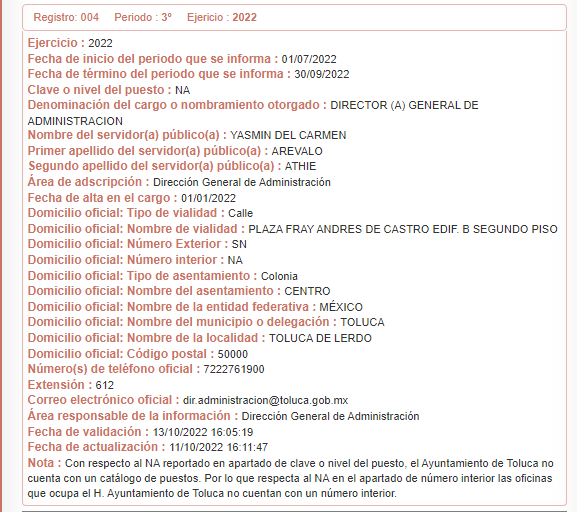 Registro: 004 Periodo : 3º Ejericio : 2022
Ejercicio : 2022
Fecha de inicio del periodo que se informa : 01/07/2022
Fecha de término del periodo que se informa : 30/09/2022
Clave o nivel del puesto : NA
Denominación del cargo o nombramiento otorgado : DIRECTOR (A) GENERAL DE
ADMINISTRACION
Nombre del servidor(a) público(a) : YASMIN DEL CARMEN
Primer apellido del servidor(a) público(a) : AREVALO
Segundo apellido del servidor(a) público(a) : ATHIE
Área de adscripción : Dirección General de Administración
Fecha de alta en el cargo : 01/01/2022
Domicilio oficial: Tipo de vialidad : Calle
Domicilio oficial: Nombre de vialidad : PLAZA FRAY ANDRES DE CASTRO EDIF. B SEGUNDO PISO
Domicilio oficial: Número Exterior : SN
Domicilio oficial: Número interior : NA
Domicilio oficial: Tipo de asentamiento : Colonia
Domicilio oficial: Nombre del asentamiento : CENTRO
Domicilio oficial: Nombre de la entidad federativa : MÉXICO
Domicilio oficial: Nombre del municipio o delegación : TOLUCA
Domicilio oficial: Nombre de la localidad : TOLUCA DE LERDO
Domicilio oficial: Código postal : 50000
Número(s) de teléfono oficial : 7222761900
Extensión : 612
Correo electrónico oficial : dir.administracion@toluca.gob.mx
Área responsable de la información : Dirección General de Administración
Fecha de validación : 13/10/2022 16:05:19
Fecha de actualización : 11/10/2022 16:11:47
Nota : Con respecto al NA reportado en apartado de clave o nivel del puesto, el Ayuntamiento de Toluca no
cuenta con un catálogo de puestos. Por lo que respecta al NA en el apartado de número interior las oficinas
que ocupa el H. Ayuntamiento de Toluca no cuentan con un número interior.